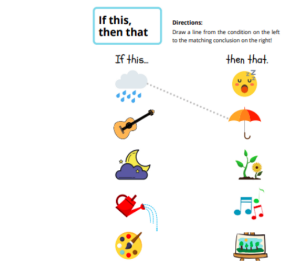 If this,
then that
Directions:
Draw a line from the condition on the left
to the matching conclusion on the right!
If this...
then that.
z z